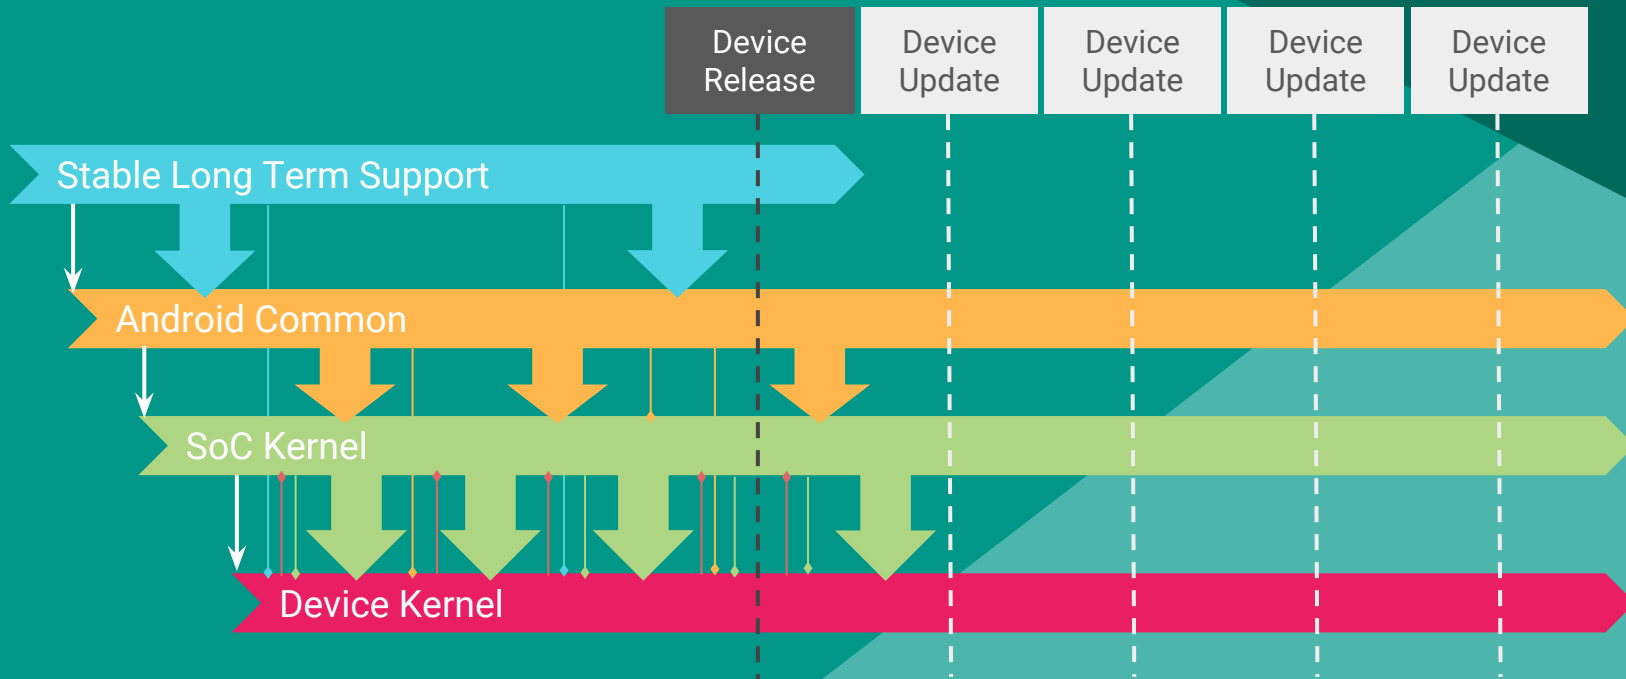 Device
Release
Device
Update
Device
Update
Device
Update
Device
Update
Stable Long Term Support
Android Common
SoC Kernel
Device Kernel